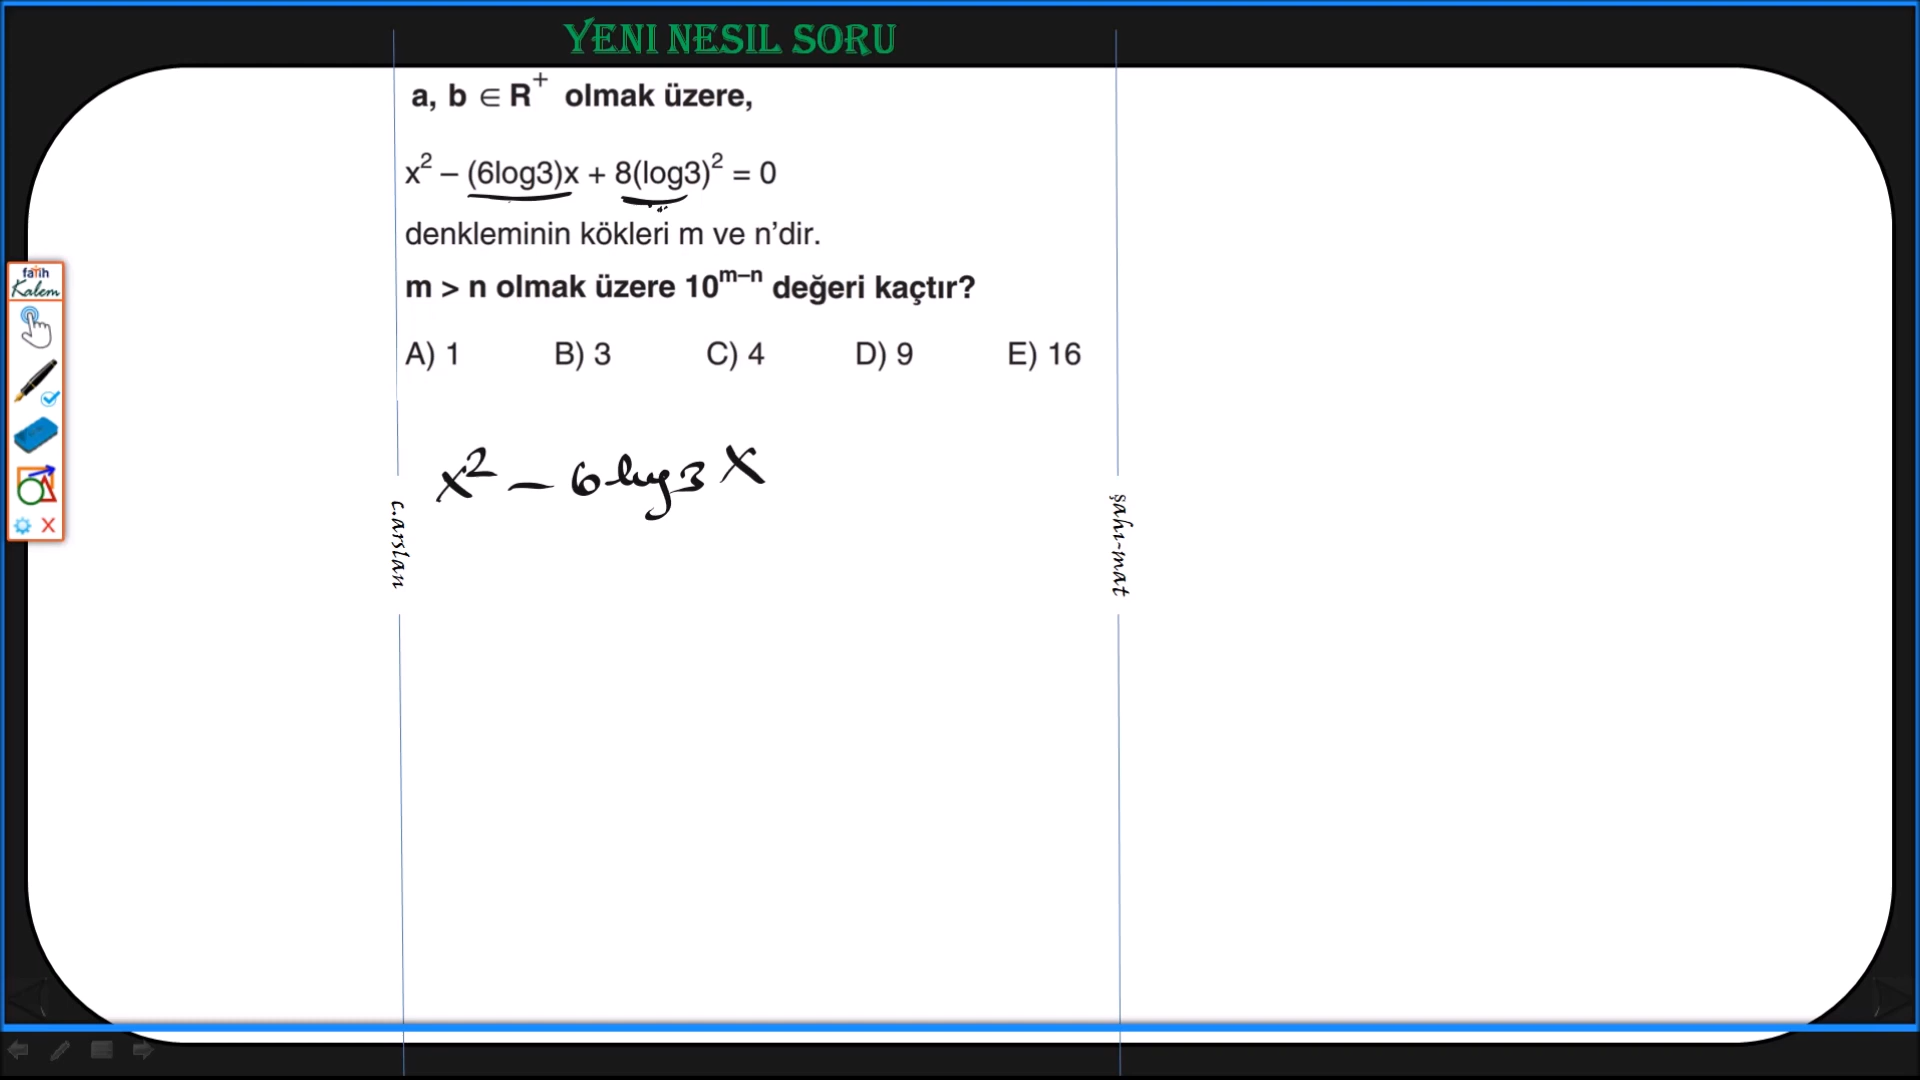 YENI NESIL SORU
a, b ∈ R⁺ olmak üzere,
x² – (6log3)x + 8(log3)² = 0
denkleminin kökleri m ve n’dir.
m > n olmak üzere 10ᵐ⁻ⁿ değeri kaçtır?
A) 1 B) 3 C) 4 D) 9 E) 16
x² – 6log3 x
fatih
Kalem
c.arslan
şahı-mat